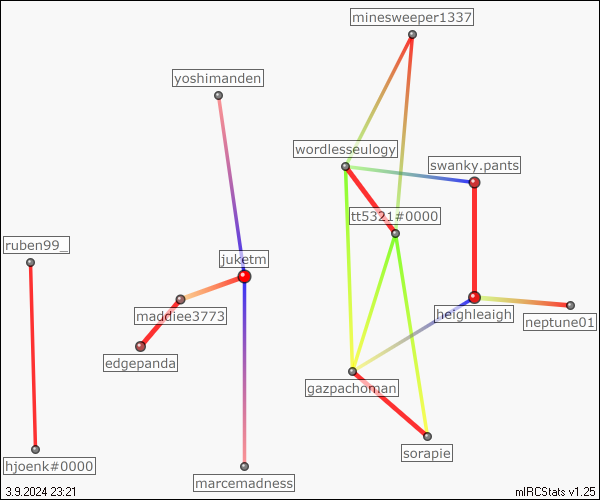 minesweeper1337
yoshimanden
wordlesseulogy
swanky.pants
tt5321#0000
ruben99_
juketm
maddiee3773
heighleaigh
neptune01
edgepanda
gazpachoman
sorapie
hjoenk#0000
marcemadness
3.9.2024 23:21
mIRCStats v1.25